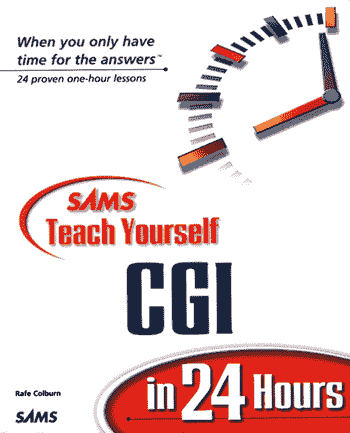 When you only have
time for the answers™
24 proven one-hour lessons
SAMS
Teach Yourself
CGI
in 24 Hours
Rafe Colburn
SAMS